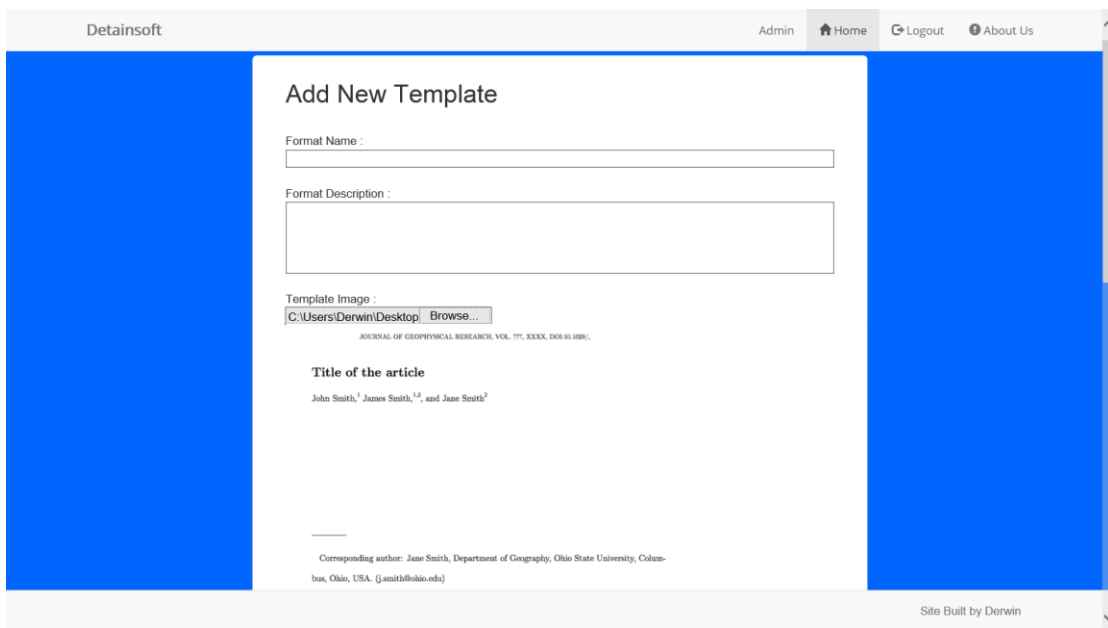 Detainsoft Admin Home Logout About Us
Add New Template
Format Name :
Format Description :
Template Image :
C:\Users\Derwin\Desktop Browse...
JOURNAL OF GEOPHYSICAL RESEARCH, VOL. ???, XXXX, DOI:10.1029/,
Title of the article
John Smith,1 James Smith,1,2, and Jane Smith2
Corresponding author: Jane Smith, Department of Geography, Ohio State University, Colum-
bus, Ohio, USA. (j.smith@ohio.edu)
Site Built by Derwin